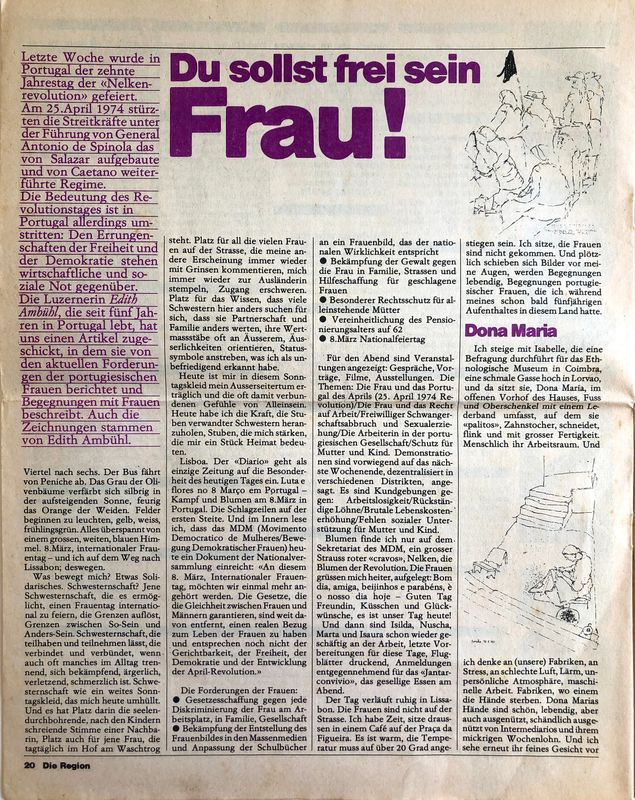 Letzte Woche wurde in
Portugal der zehnte
Jahrestag der «Nelken-
revolution» gefeiert.
Am 25.April 1974 stürz-
ten die Streitkräfte unter
der Führung von General
Antonio de Spinola das
von Salazar aufgebaute
und von Caetano weiter-
führte Regime.
Die Bedeutung des Re-
volutionstages ist in
Portugal allerdings um-
stritten: Den Errungen-
schaften der Freiheit und
der Demokratie stehen
wirtschaftliche und so-
ziale Not gegenüber.
Die Luzernerin Edith
Ambühl, die seit fünf Jah-
ren in Portugal lebt, hat
uns einen Artikel zuge-
schickt, in dem sie von
den aktuellen Forderun-
gen der portugiesischen
Frauen berichtet und
Begegnungen mit Frauen
beschreibt. Auch die
Zeichnungen stammen
von Edith Ambühl.
Du sollst frei sein
Frau!
Viertel nach sechs. Der Bus fährt
von Peniche ab. Das Grau der Oli-
venbäume verfärbt sich silbrig in
der aufsteigenden Sonne, feurig
das Orange der Weiden. Felder
beginnen zu leuchten, gelb, weiss,
frühlingsgrün. Alles überspannt von
einem grossen, weiten, blauen Him-
mel. 8.März, internationaler Frau-
entag – und ich auf dem Weg nach
Lissabon; deswegen.
Was bewegt mich? Etwas Soli-
darisches. Schwesterschaft? Jene
Schwesterschaft, die es ermög-
licht, einen Frauentag internatio-
nal zu feiern, die Grenzen auflöst,
Grenzen zwischen So-Sein und
Anders-Sein. Schwesternschaft, die
teilhaben und teilnehmen lässt, die
verbindet und verbündet, wenn
auch oft manches im Alltag tren-
nend, sich bekämpfend, ärgerlich,
verletzend, schmerzlich ist. Schwe-
sternschaft wie ein weites Sonn-
tagskleid, das mich heute umhüllt.
Und es hat Platz darin die seelen-
durchbohrende, nach den Kindern
schreiende Stimme einer Nachba-
rin, Platz auch für jene Frau, die
tagtäglich im Hof am Waschtrog
steht. Platz für all die vielen Frau-
en auf der Strasse, die meine an-
dere Erscheinung immer wieder
mit Grinsen kommentieren, mich
immer wieder zur Ausländerin
stempeln, Zugang erschweren.
Platz für das Wissen, dass viele
Schwestern hier anders suchen für
sich, dass sie Partnerschaft und
Familie anders werten, ihre Wert-
massstäbe oft an Äusserem, Äus-
serlichkeiten orientieren, Status-
symbole anstreben, was ich als un-
befriedigend erkannt habe.
Heute ist mir in diesem Sonn-
tagskleid mein Aussenseitertum er-
träglich und die oft damit verbun-
denen Gefühle von Alleinsein.
Heute habe ich die Kraft, die Stu-
ben verwandter Schwestern heran-
zuholen, Stuben, die mich stärken,
die mir ein Stück Heimat bedeu-
ten.
Lisboa. Der «Diario» geht als
einzige Zeitung auf die Besonder-
heit des heutigen Tages ein. Luta e
flores no 8 Março em Portugal –
Kampf und Blumen am 8.März in
Portugal. Die Schlagzeilen auf der
ersten Steite. Und im Innern lese
ich, dass das MDM (Movimento
Democratico de Mulheres/Bewe-
gung Demokratischer Frauen) heu-
te ein Dokument der Nationalver-
sammlung einreicht: «An diesem
8. März, Internationaler Frauen-
tag, möchten wir einmal mehr an-
gehört werden. Die Gesetze, die
die Gleichheit zwischen Frauen und
Männern garantieren, sind weit da-
von entfernt, einen realen Bezug
zum Leben der Frauen zu haben
und entsprechen noch nicht der
Gerichtbarkeit, der Freiheit, der
Demokratie und der Entwicklung
der April-Revolution.»
Die Forderungen der Frauen:
● Gesetzesschaffung gegen jede
Diskriminierung der Frau am Ar-
beitsplatz, in Familie, Gesellschaft
● Bekämpfung der Entstellung des
Frauenbildes in den Massenmedien
und Anpassung der Schulbücher
an ein Frauenbild, das der natio-
nalen Wirklichkeit entspricht
● Bekämpfung der Gewalt gegen
die Frau in Familie, Strassen und
Hilfesschaffung für geschlagene
Frauen
● Besonderer Rechtsschutz für al-
leinstehende Mütter
● Vereinheitlichung des Pensio-
nierungsalters auf 62
● 8.März Nationalfeiertag
Für den Abend sind Veranstal-
tungen angezeigt: Gespräche, Vor-
träge, Filme, Ausstellungen. Die
Themen: Die Frau und das Portu-
gal des Aprils (25. April 1974 Re-
volution)/Die Frau und das Recht
auf Arbeit/Freiwilliger Schwanger-
schaftsabbruch und Sexualerzie-
hung/Die Arbeiterin in der portu-
giesischen Gesellschaft/Schutz für
Mutter und Kind. Demonstratio-
nen sind vorwiegend auf das näch-
ste Wochenende, dezentralisiert in
verschiedenen Distrikten, ange-
sagt. Es sind Kundgebungen ge-
gen: Arbeitslosigkeit/Rückständi-
ge Löhne/Brutale Lebenskosten-
erhöhung/Fehlen sozialer Unter-
stützung für Mutter und Kind.
Blumen finde ich nur auf dem
Sekretariat des MDM, ein grosser
Strauss roter «cravos», Nelken, die
Blumen der Revolution. Die Frauen
grüssen mich heiter, aufgelegt: Bom
dia, amiga, beijinhos e parabéns, é
o nosso dia hoje – Guten Tag
Freundin, Küsschen und Glück-
wünsche, es ist unser Tag heute!
Und dann sind Isilda, Nuscha,
Marta und Isaura schon wieder ge-
schäftig an der Arbeit, letzte Vor-
bereitungen für diese Tage, Flug-
blätter druckend, Anmeldungen
entgegennehmend für das «Jantar-
convivio», das gesellige Essen am
Abend.
Der Tag verläuft ruhig in Lissa-
bon. Die Frauen sind nicht auf der
Strasse. Ich habe Zeit, sitze draus-
sen in einem Café auf der Praça da
Figueira. Es ist warm, die Tempe-
ratur muss auf über 20 Grad ange-
stiegen sein. Ich sitze, die Frauen
sind nicht gekommen. Und plötz-
lich schieben sich Bilder vor mei-
ne Augen, werden Begegnungen
lebendig, Begegnungen portugie-
sischer Frauen, die ich während
meines schon bald fünfjährigen
Aufenthaltes in diesem Land hatte.
Dona Maria
Ich steige mit Isabelle, die eine
Befragung durchführt für das Eth-
nologische Museum in Coimbra,
eine schmale Gasse hoch in Lorvao,
und da sitzt sie, Dona Maria, im
offenen Vorhof des Hauses, Fuss
und Oberschenkel mit einem Le-
derband umfasst, auf dem sie
«palitos», Zahnstocher, schneidet,
flink und mit grosser Fertigkeit.
Menschlich ihr Arbeitsraum. Und
ich denke an (unsere) Fabriken, an
Stress, an schlechte Luft, Lärm, un-
persönliche Atmosphäre, maschi-
nelle Arbeit. Fabriken, wo einem
die Hände sterben. Dona Marias
Hände sind schön, lebendig, aber
auch ausgenützt, schändlich ausge-
nützt von Intermediarios und ihrem
mickrigen Wochenlohn. Und ich
sehe erneut ihr feines Gesicht vor
20 Die Region